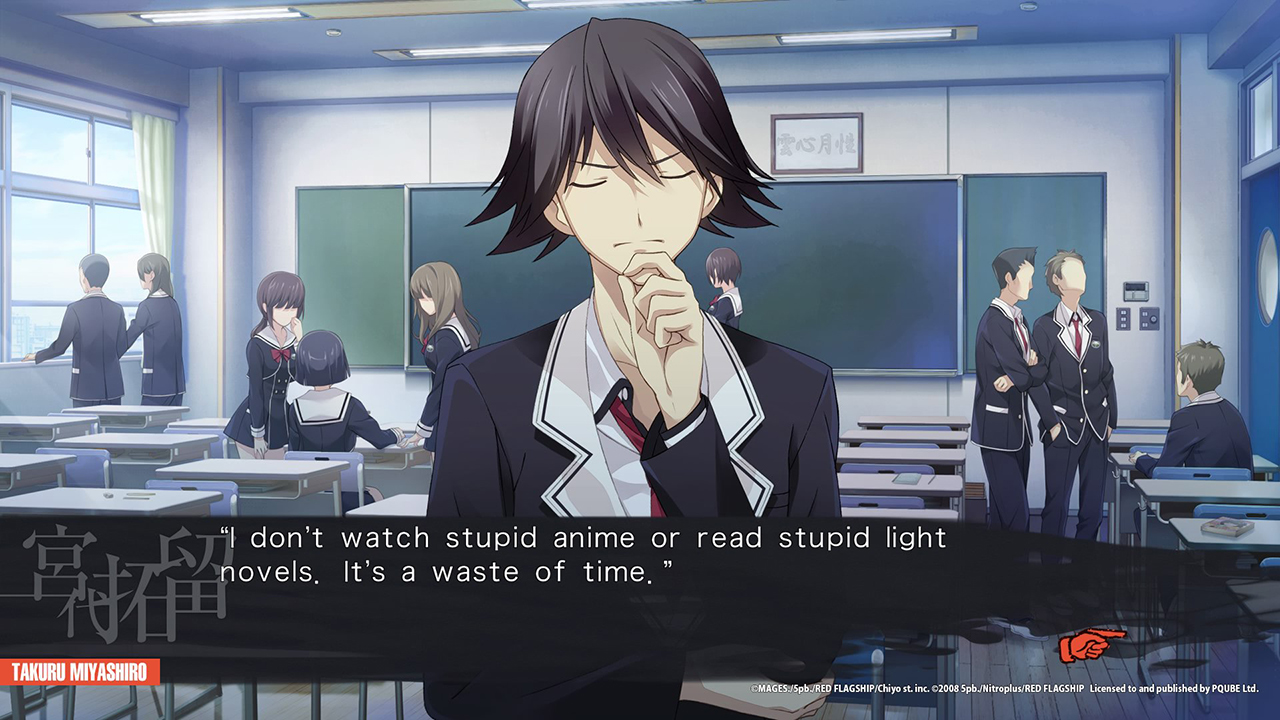 雲心月性
“I don't watch stupid anime or read stupid light
novels. It's a waste of time.”
宮代拓留
TAKURU MIYASHIRO
©MAGES./5pb./RED FLAGSHIP/Chiyo st. inc. ©2008 5pb./Nitroplus/RED FLAGSHIP Licensed to and published by PQUBE Ltd.